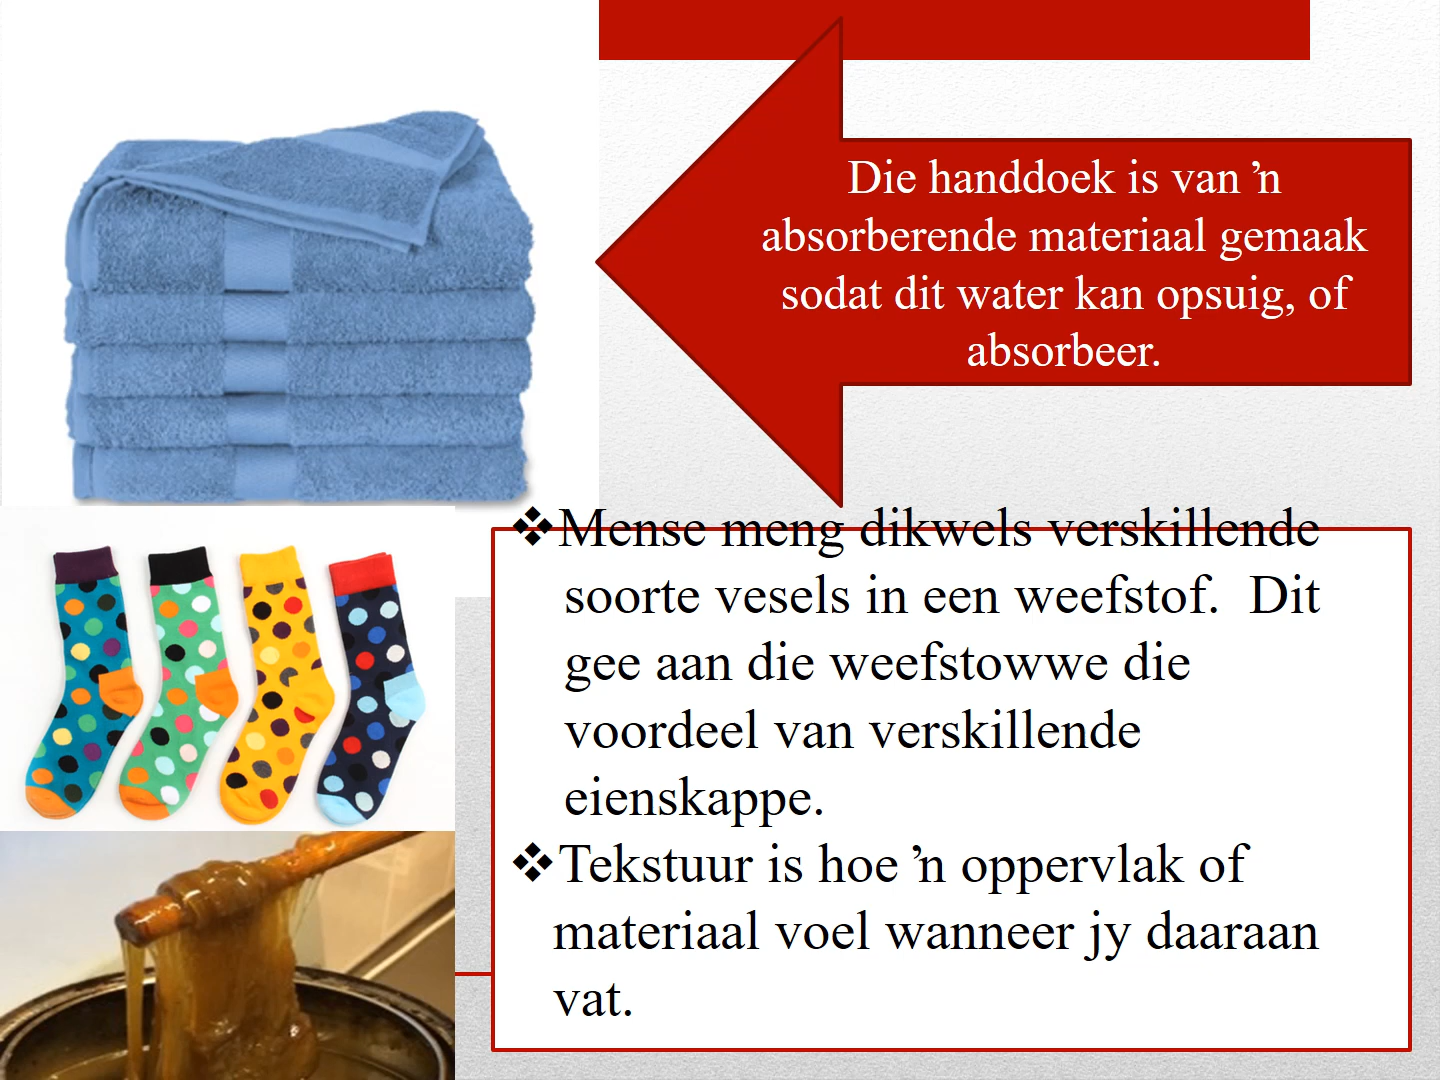 Die handdoek is van ’n
absorberende materiaal gemaak
sodat dit water kan opsuig, of
absorbeer.
❖Mense meng dikwels verskillende
soorte vesels in een weefstof.  Dit
gee aan die weefstowwe die
voordeel van verskillende
eienskappe.
❖Tekstuur is hoe ’n oppervlak of
materiaal voel wanneer jy daaraan
vat.